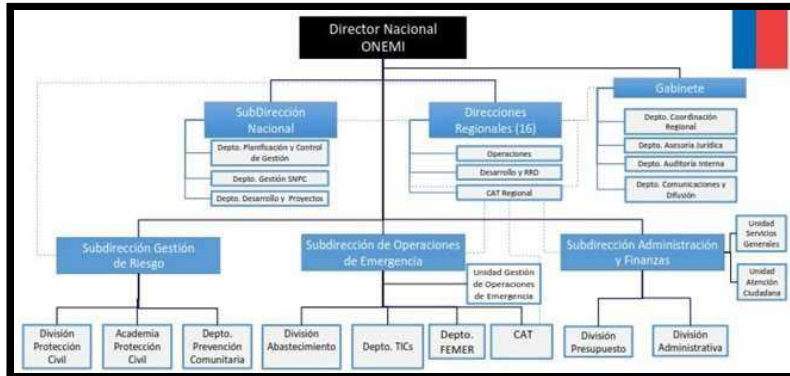 Director Nacional
ONEMI
Gabinete
SubDirección
Nacional
Direcciones
Regionales (16)
Depto. Coordinación
Regional
Depto. Asesoría Jurídica
Depto. Auditoría Interna
Depto. Comunicaciones y
Difusión
Depto. Planificación y Control
de Gestión
Depto. Gestión SNPC
Depto. Desarrollo y Proyectos
Operaciones
Desarrollo y RRD
CAT Regional
Subdirección Gestión
de Riesgo
Subdirección de Operaciones
de Emergencia
Subdirección Administración
y Finanzas
Unidad
Servicios
Generales
Unidad
Atención
Ciudadana
Unidad Gestión
de Operaciones
de Emergencia
División
Protección
Civil
Academia
Protección
Civil
Depto.
Prevención
Comunitaria
División
Abastecimiento
Depto. TICs
Depto.
FEMER
CAT
División
Presupuesto
División
Administrativa